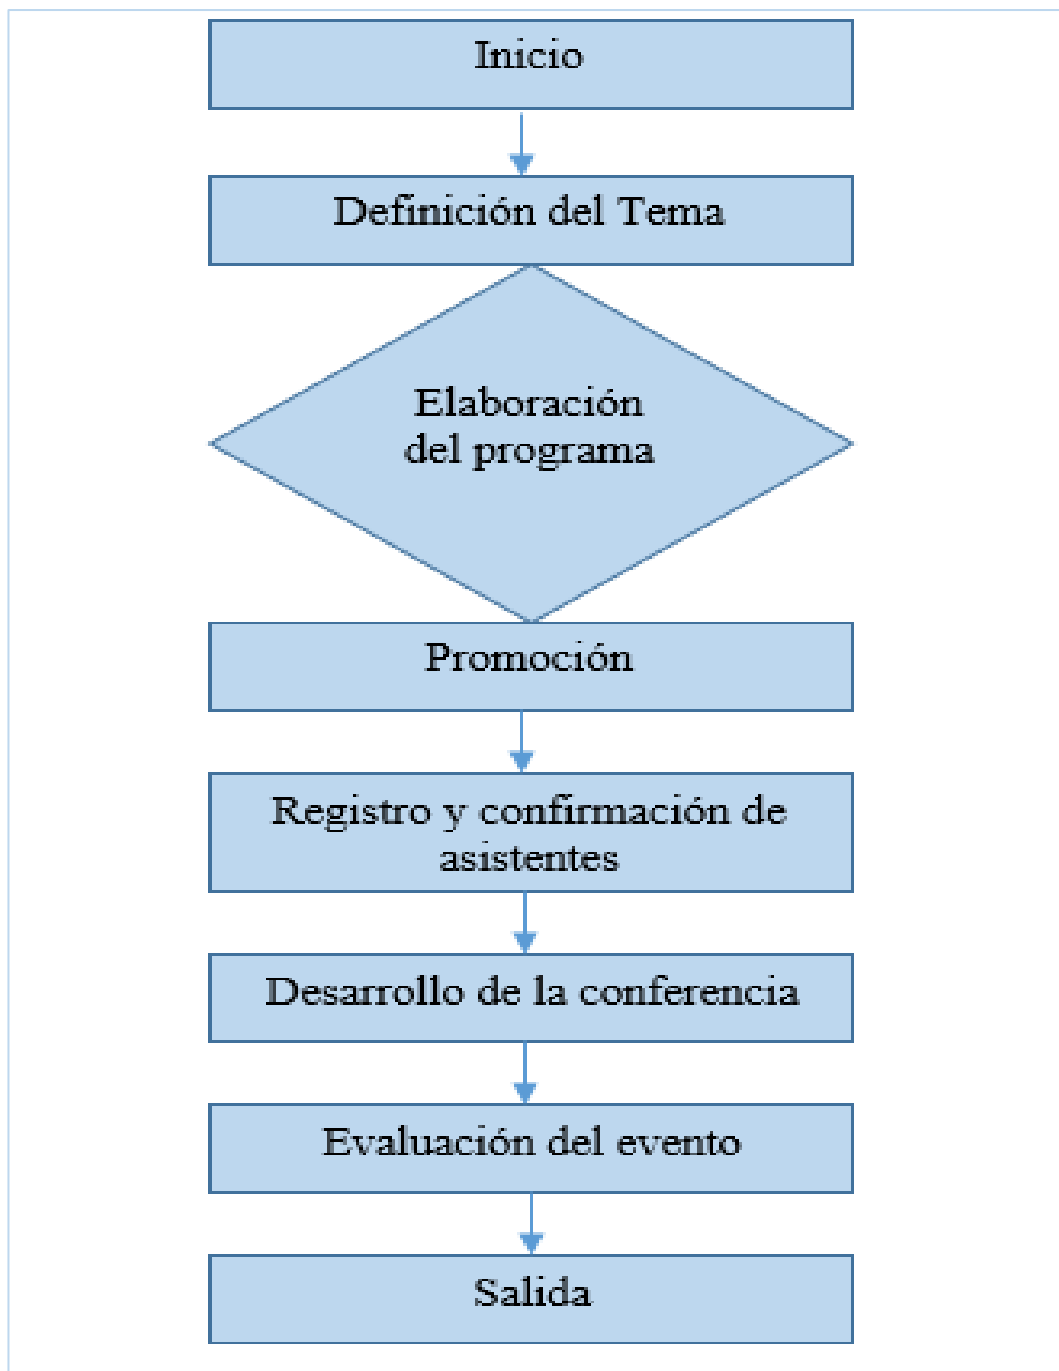 Inicio
Definición del Tema
Elaboración
del programa
Promoción
Registro y confirmación de
asistentes
Desarrollo de la conferencia
Evaluación del evento
Salida